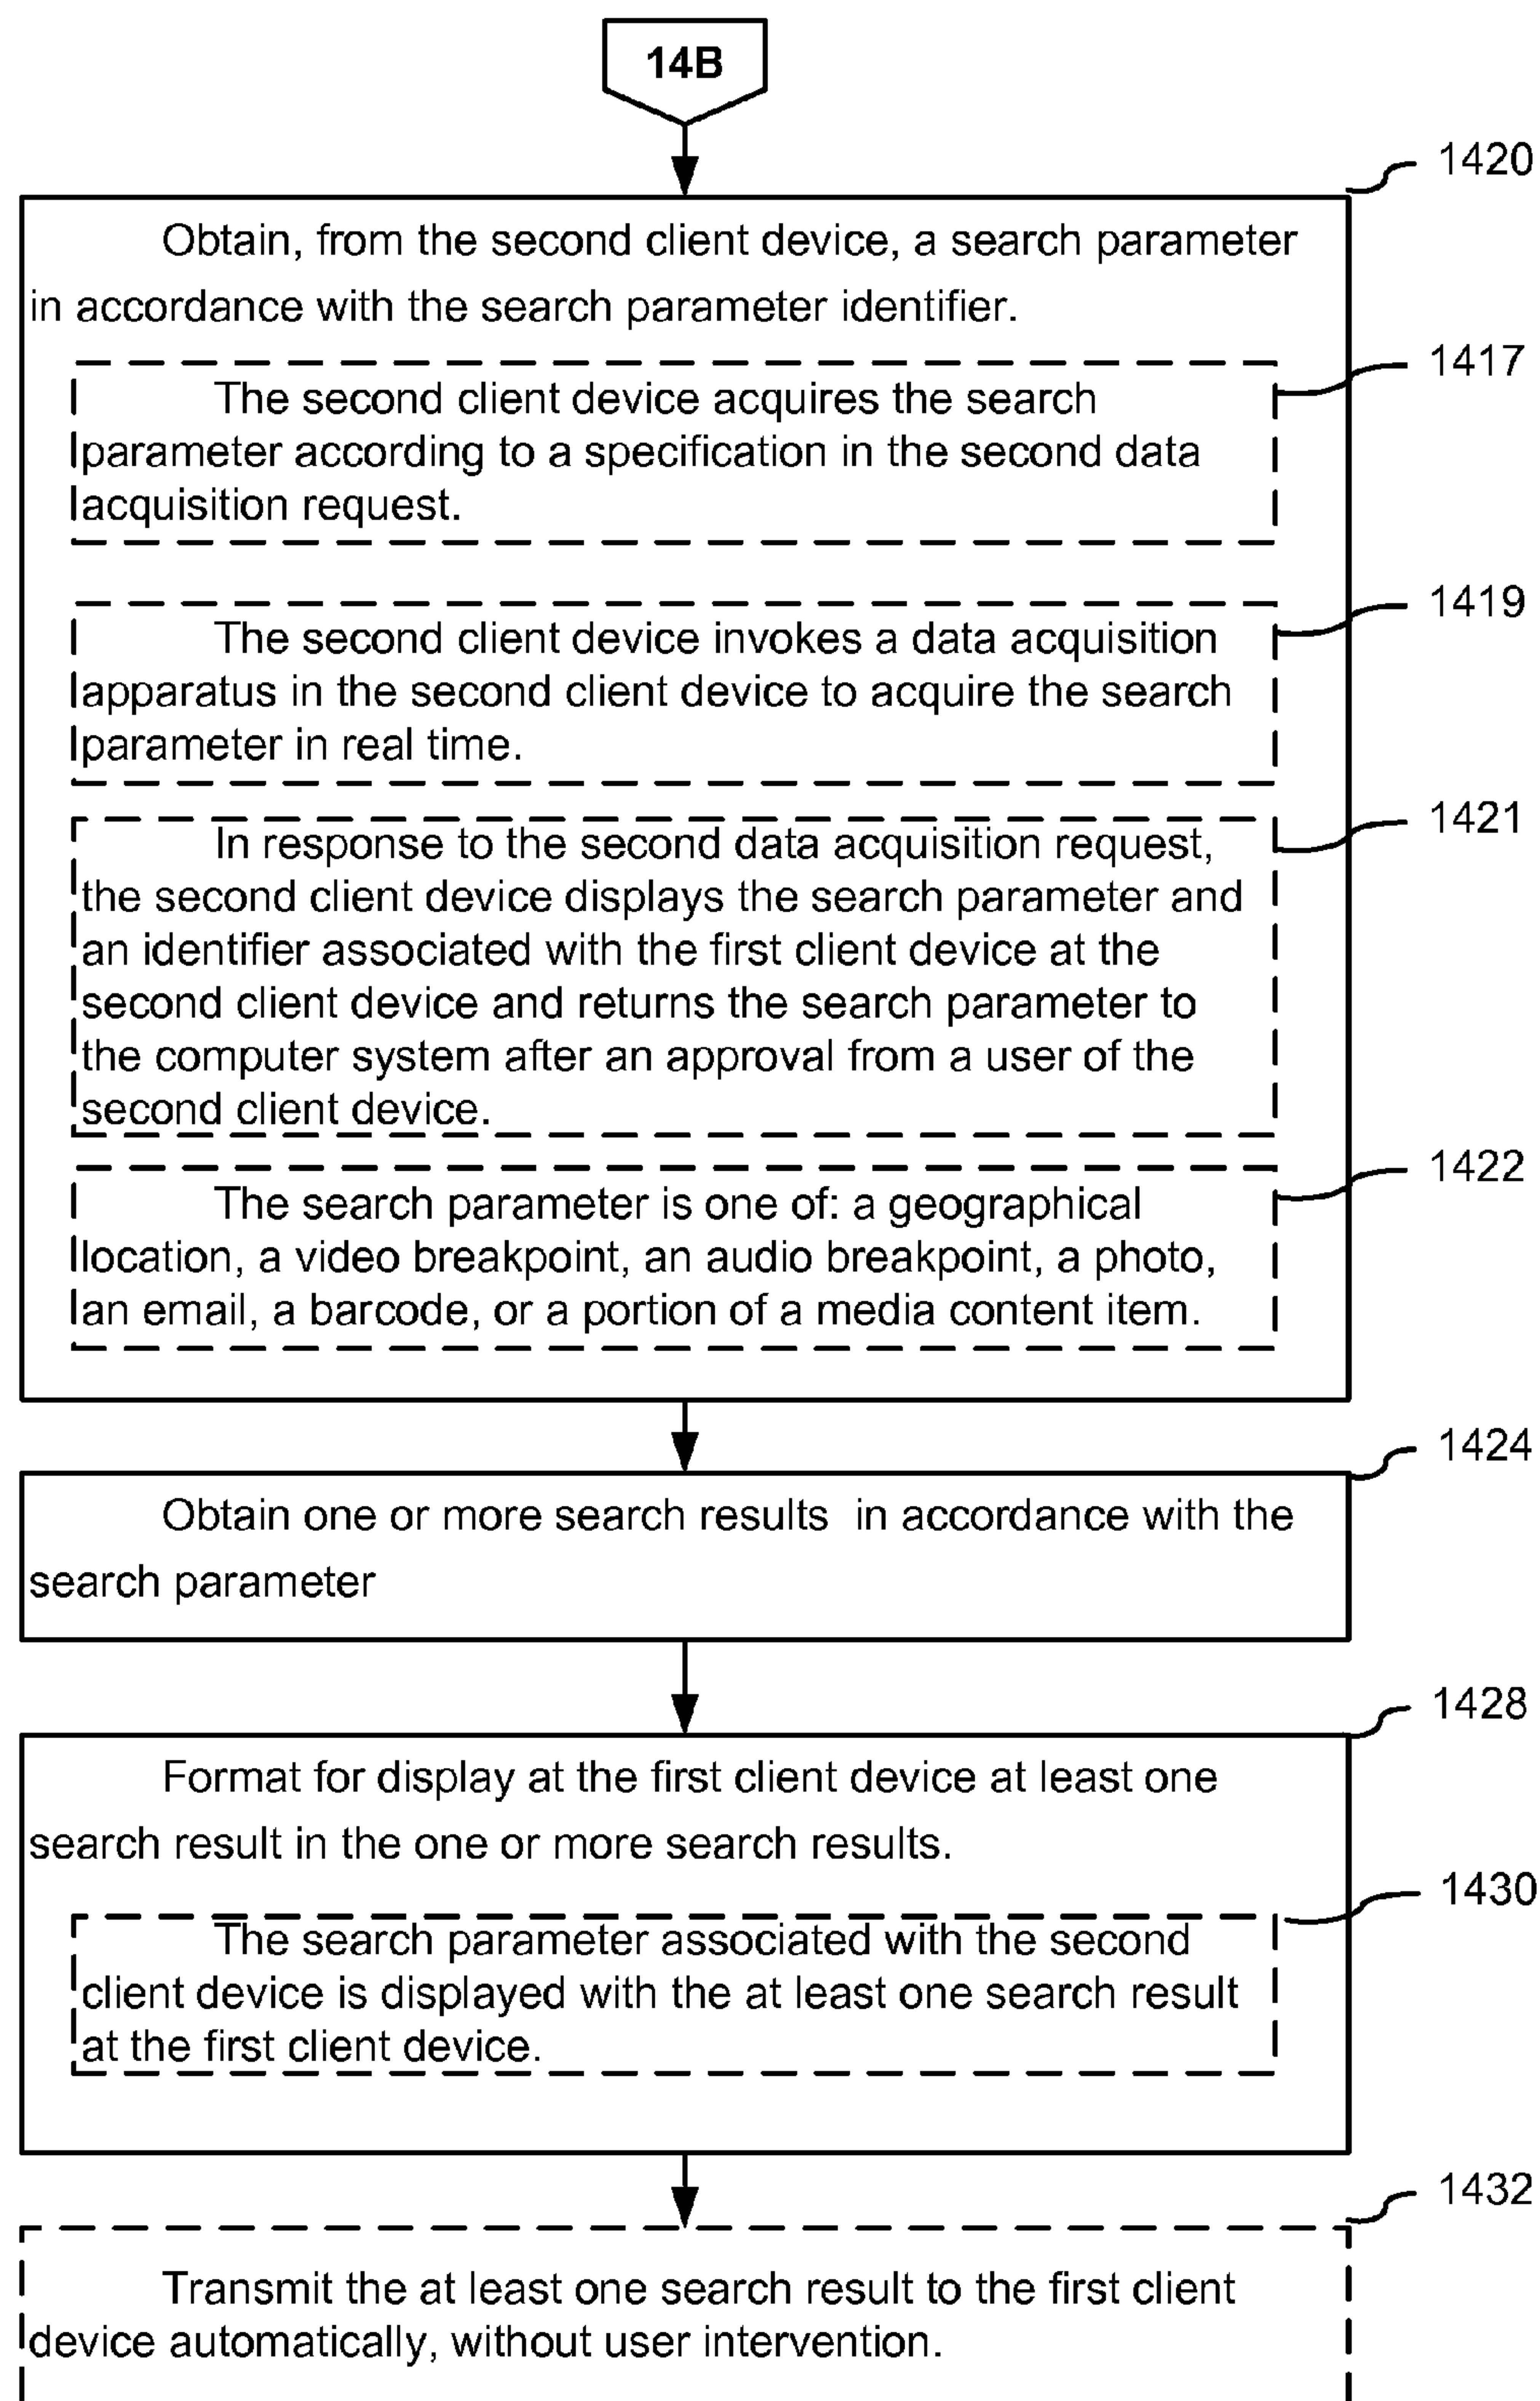 14B
1420
Obtain, from the second client device, a search parameter
in accordance with the search parameter identifier.
1417
The second client device acquires the search
parameter according to a specification in the second data
acquisition request.
1419
The second client device invokes a data acquisition
apparatus in the second client device to acquire the search
parameter in real time.
1421
In response to the second data acquisition request,
the second client device displays the search parameter and
an identifier associated with the first client device at the
second client device and returns the search parameter to
the computer system after an approval from a user of the
second client device.
1422
The search parameter is one of: a geographical
location, a video breakpoint, an audio breakpoint, a photo,
an email, a barcode, or a portion of a media content item.
1424
Obtain one or more search results in accordance with the
search parameter
1428
Format for display at the first client device at least one
search result in the one or more search results.
1430
The search parameter associated with the second
client device is displayed with the at least one search result
at the first client device.
1432
Transmit the at least one search result to the first client
device automatically, without user intervention.